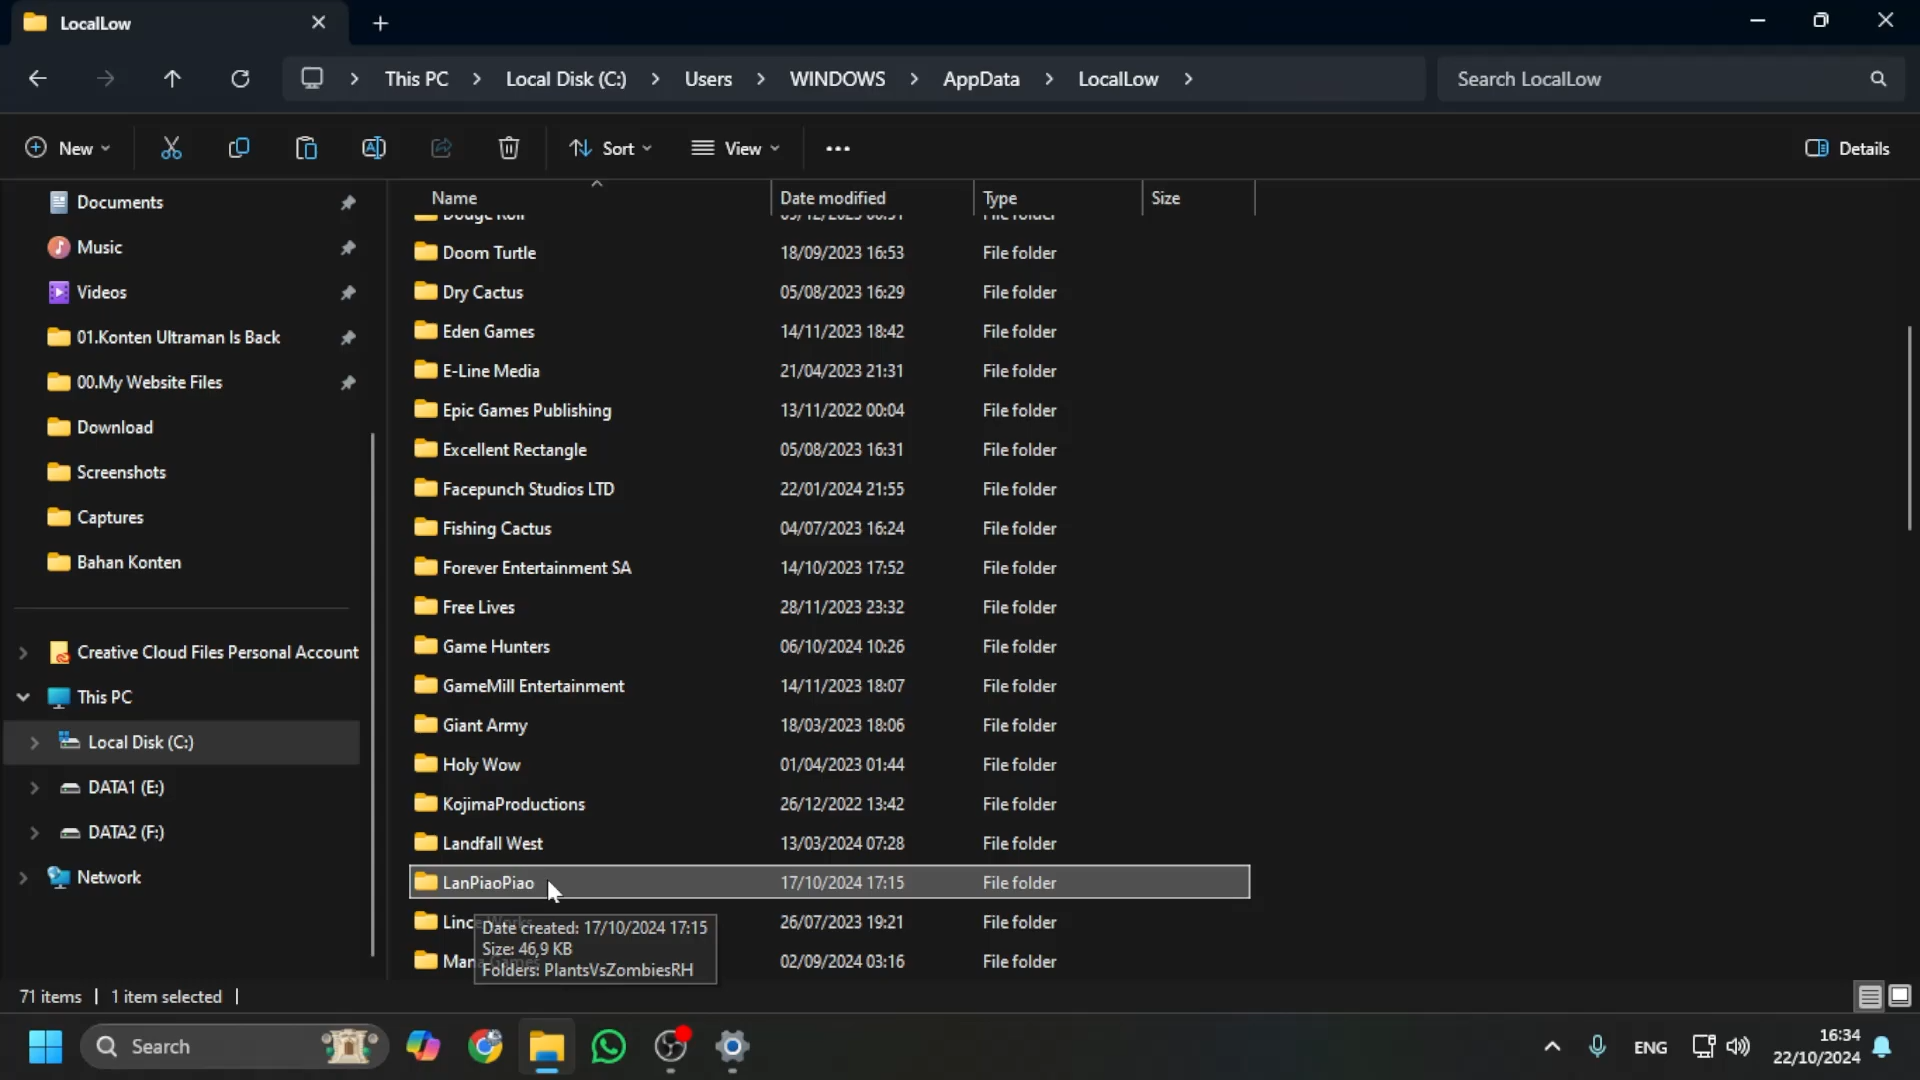 LocalLow
This PC > Local Disk (C:) > Users > WINDOWS > AppData > LocalLow >
Search LocalLow
New
Sort
View
Details
Documents
Music
Videos
01.Konten Ultraman Is Back
00.My Website Files
Download
Screenshots
Captures
Bahan Konten
Creative Cloud Files Personal Account
This PC
Local Disk (C:)
DATA1 (E:)
DATA2 (F:)
Network
Name Date modified Type Size
Doom Turtle 18/09/2023 16:53 File folder
Dry Cactus 05/08/2023 16:29 File folder
Eden Games 14/11/2023 18:42 File folder
E-Line Media 21/04/2023 21:31 File folder
Epic Games Publishing 13/11/2022 00:04 File folder
Excellent Rectangle 05/08/2023 16:31 File folder
Facepunch Studios LTD 22/01/2024 21:55 File folder
Fishing Cactus 04/07/2023 16:24 File folder
Forever Entertainment SA 14/10/2023 17:52 File folder
Free Lives 28/11/2023 23:32 File folder
Game Hunters 06/10/2024 10:26 File folder
GameMill Entertainment 14/11/2023 18:07 File folder
Giant Army 18/03/2023 18:06 File folder
Holy Wow 01/04/2023 01:44 File folder
KojimaProductions 26/12/2022 13:42 File folder
Landfall West 13/03/2024 07:28 File folder
LanPiaoPiao 17/10/2024 17:15 File folder
26/07/2023 19:21 File folder
02/09/2024 03:16 File folder
Date created: 17/10/2024 17:15
Size: 46,9 KB
Folders: PlantsVsZombiesRH
71 items | 1 item selected |
Search
ENG
16:34
22/10/2024